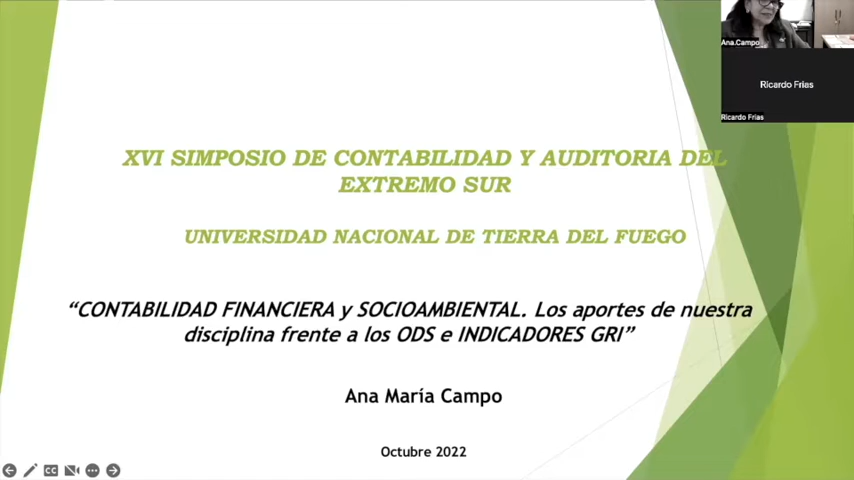 Ana.Campo
Ricardo Frias
Ricardo Frias
XVI SIMPOSIO DE CONTABILIDAD Y AUDITORIA DEL
EXTREMO SUR
UNIVERSIDAD NACIONAL DE TIERRA DEL FUEGO
“CONTABILIDAD FINANCIERA y SOCIOAMBIENTAL. Los aportes de nuestra
disciplina frente a los ODS e INDICADORES GRI”
Ana María Campo
Octubre 2022
CC